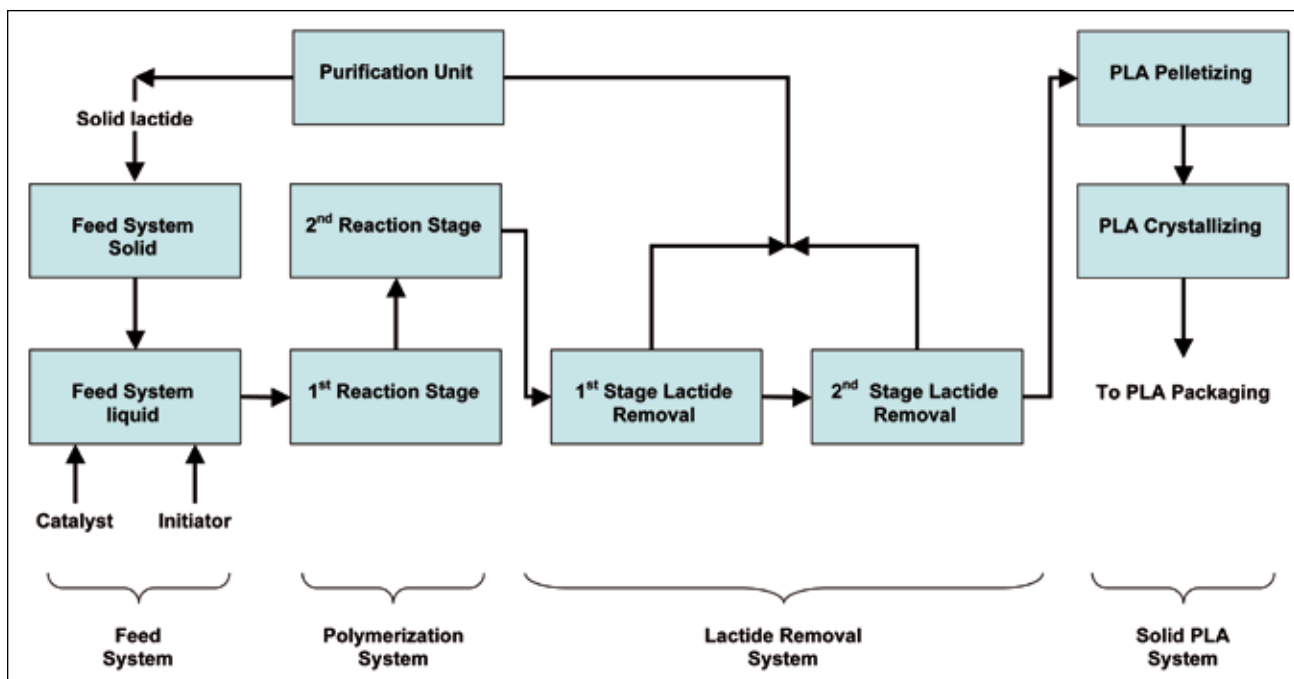 Purification Unit
PLA Pelletizing
Solid lactide
Feed System
Solid
2nd Reaction Stage
PLA Crystallizing
Feed System
liquid
1st Reaction Stage
1st Stage Lactide
Removal
2nd Stage Lactide
Removal
To PLA Packaging
Catalyst
Initiator
Feed
System
Polymerization
System
Lactide Removal
System
Solid PLA
System